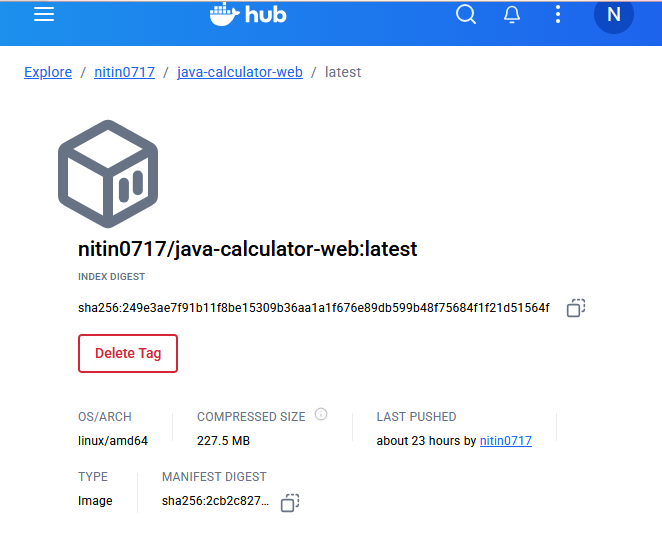 hub
N
Explore / nitin0717 / java-calculator-web / latest
nitin0717/java-calculator-web:latest
INDEX DIGEST
sha256:249e3ae7f91b11f8be15309b36aa1a1f676e89db599b48f75684f1f21d51564f
Delete Tag
OS/ARCH
linux/amd64
COMPRESSED SIZE
227.5 MB
LAST PUSHED
about 23 hours by nitin0717
TYPE
Image
MANIFEST DIGEST
sha256:2cb2c827...